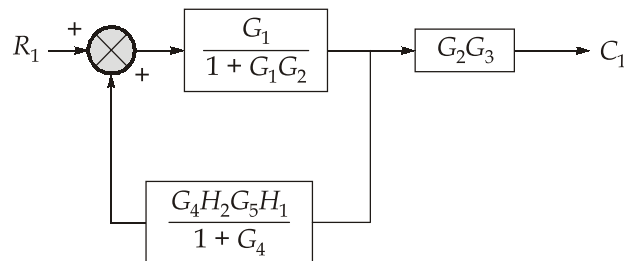 R₁
+
+
G₁
1 + G₁G₂
G₂G₃
C₁
G₄H₂G₅H₁
1 + G₄